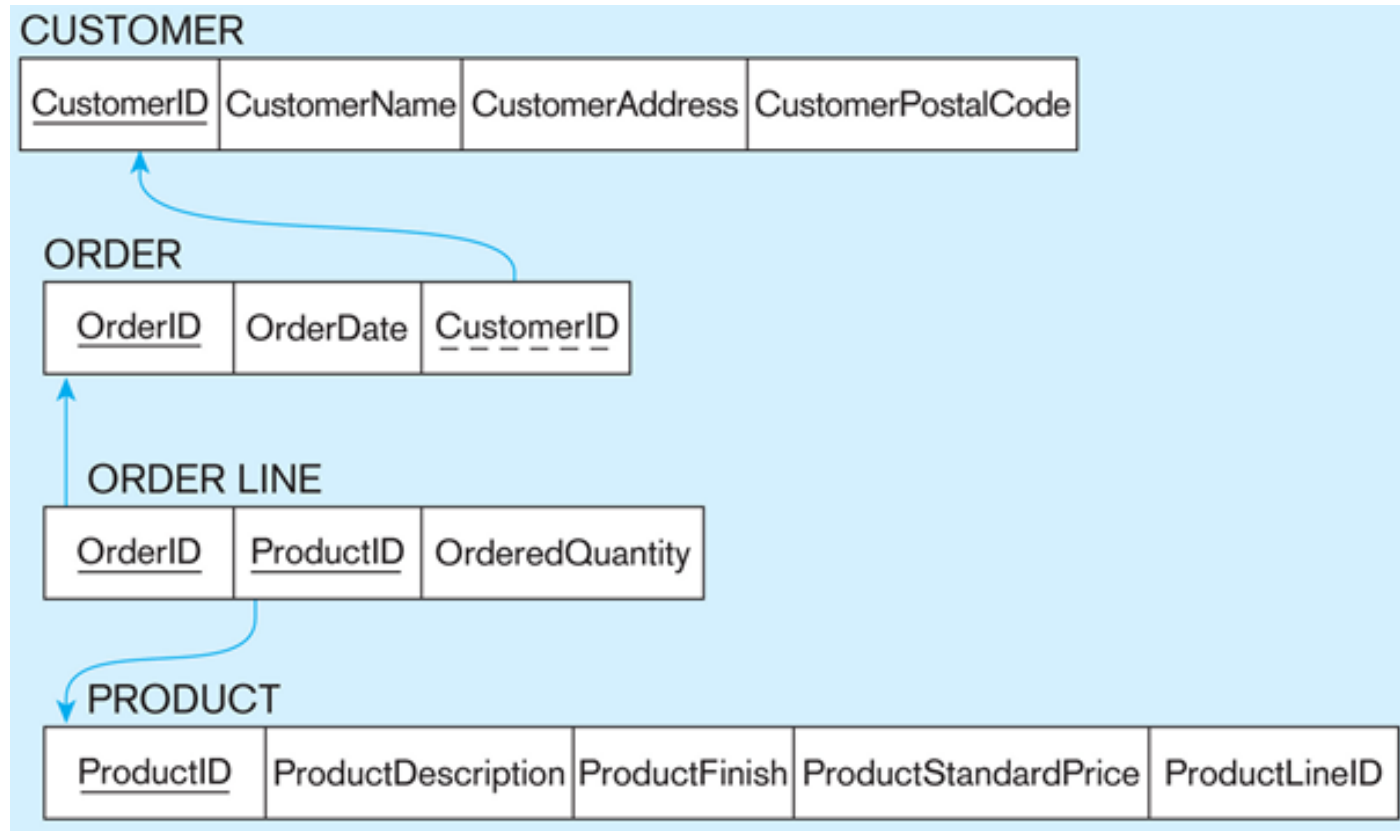 CUSTOMER
CustomerID CustomerName CustomerAddress CustomerPostalCode
ORDER
OrderID OrderDate CustomerID
ORDER LINE
OrderID ProductID OrderedQuantity
PRODUCT
ProductID ProductDescription ProductFinish ProductStandardPrice ProductLineID